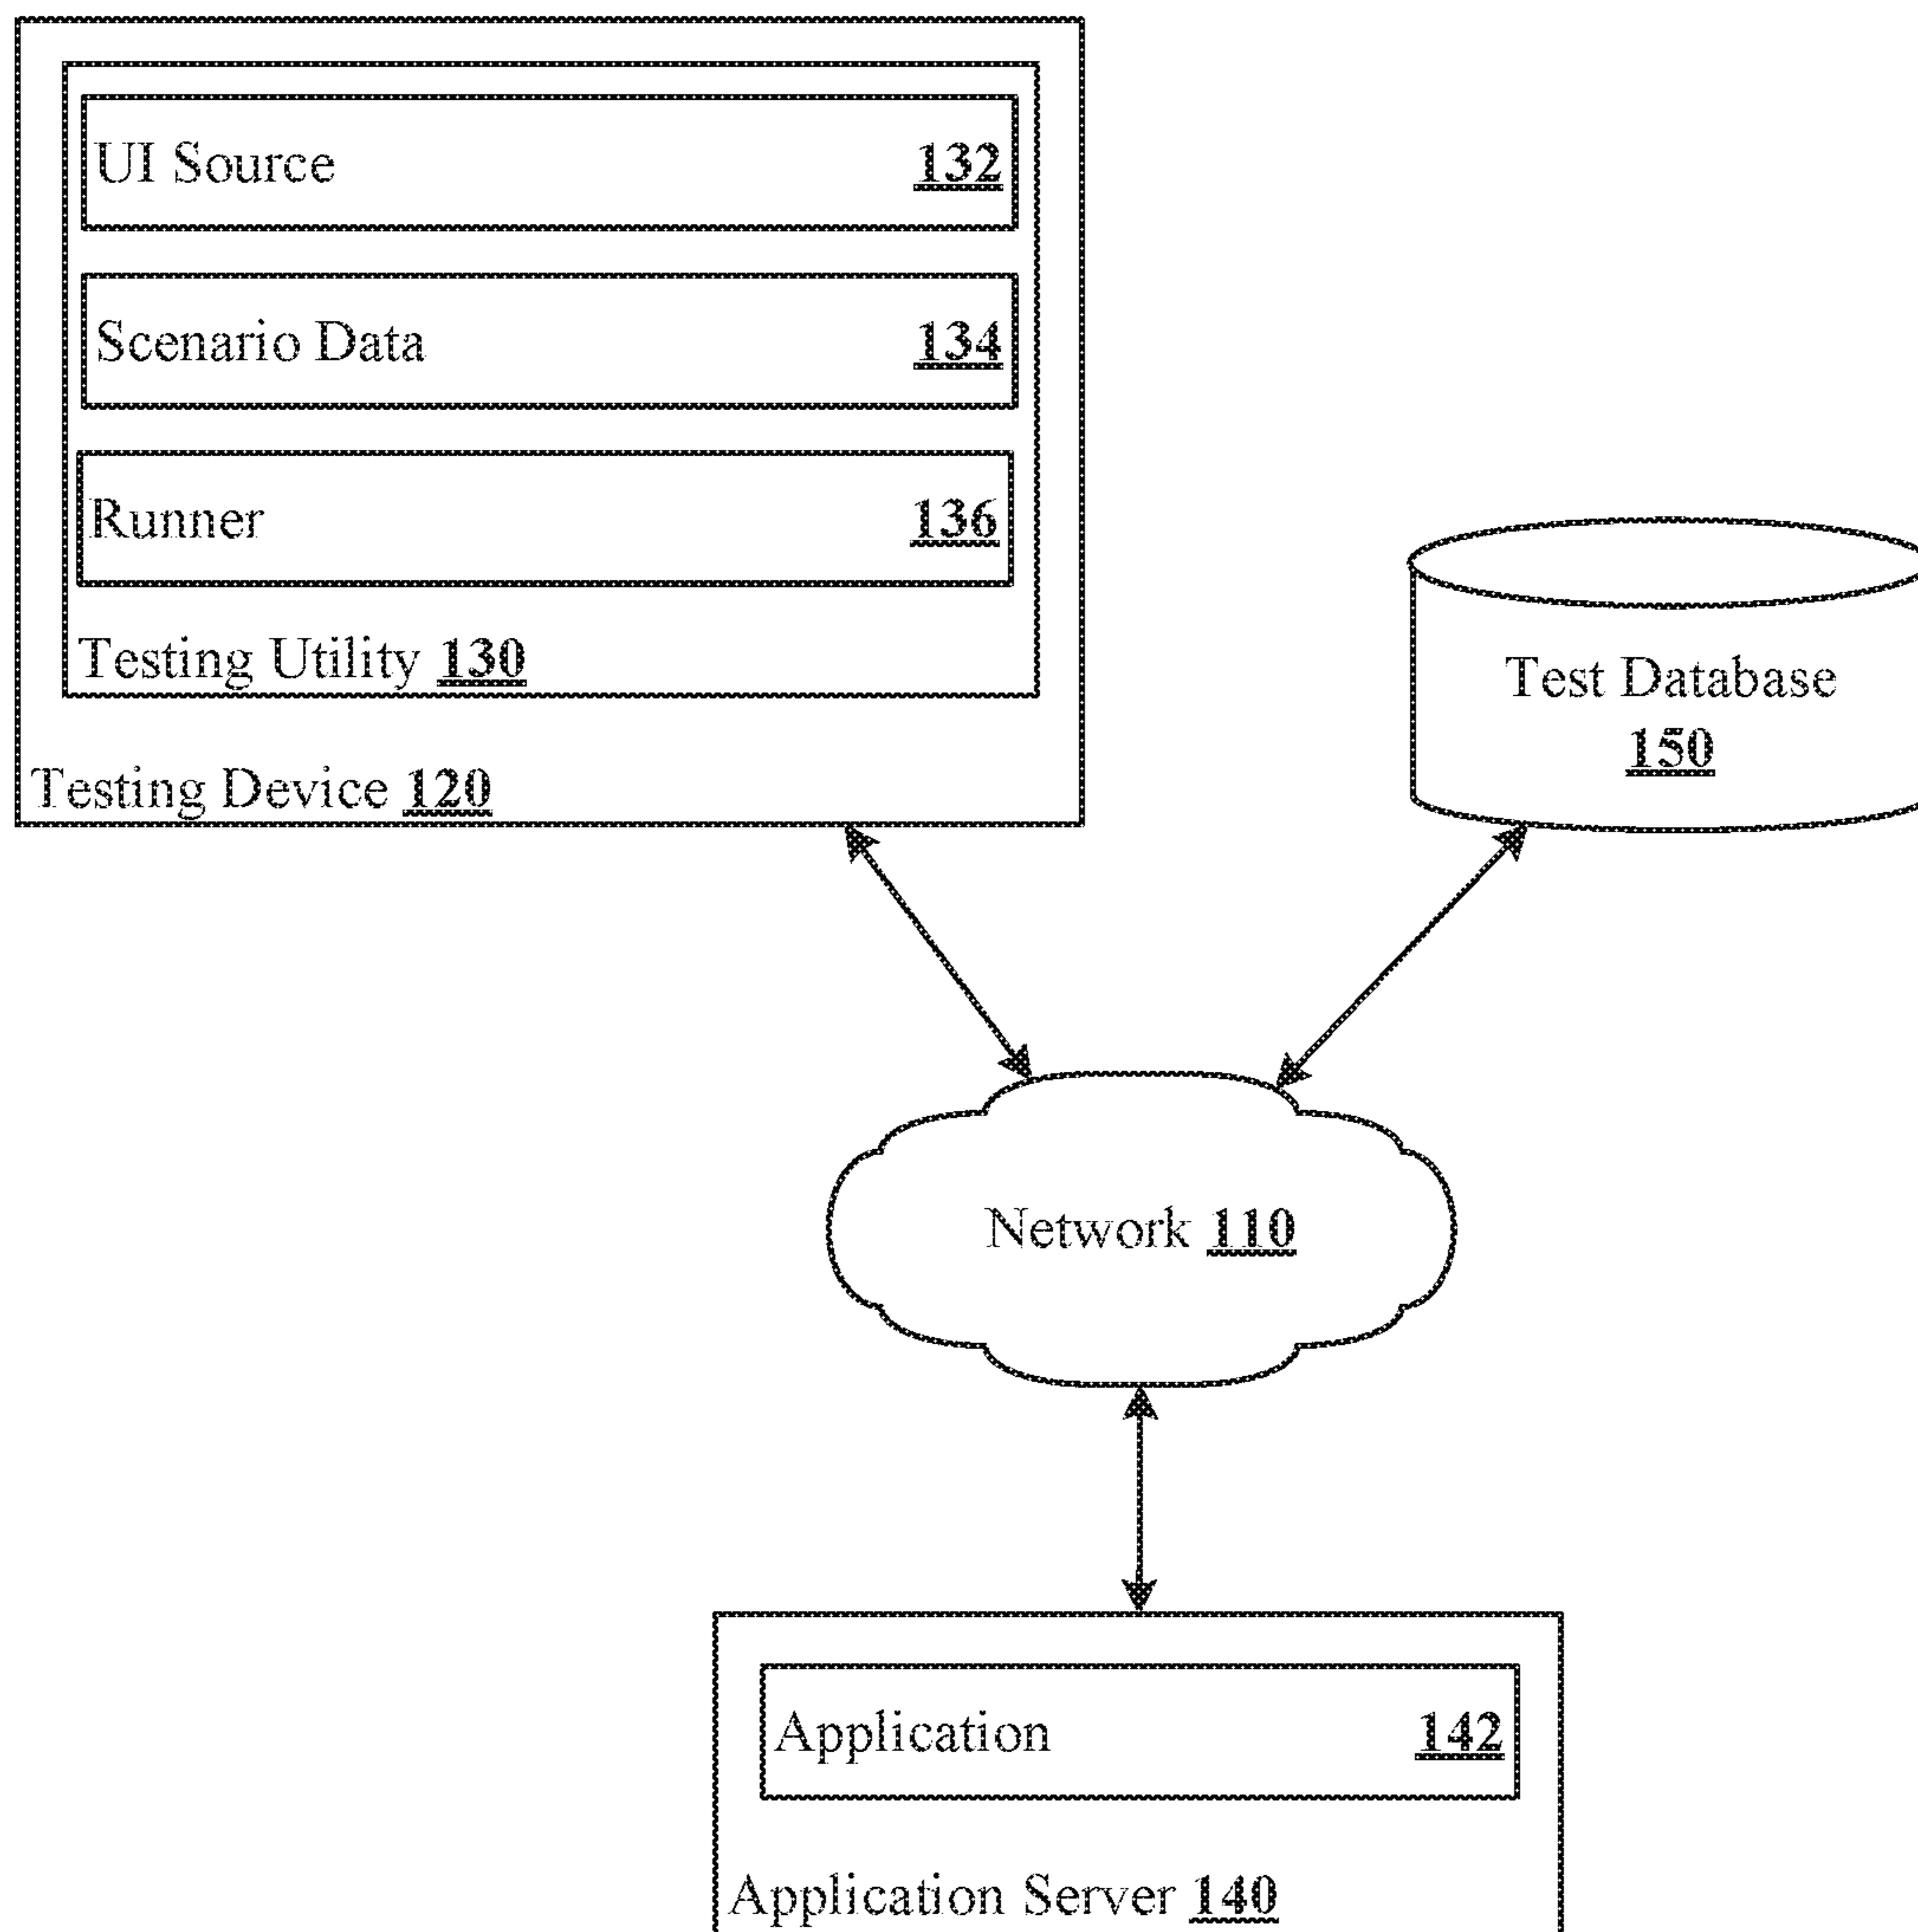 UI Source 132
Scenario Data 134
Runner 136
Testing Utility 130
Testing Device 120
Test Database
150
Network 110
Application 142
Application Server 140